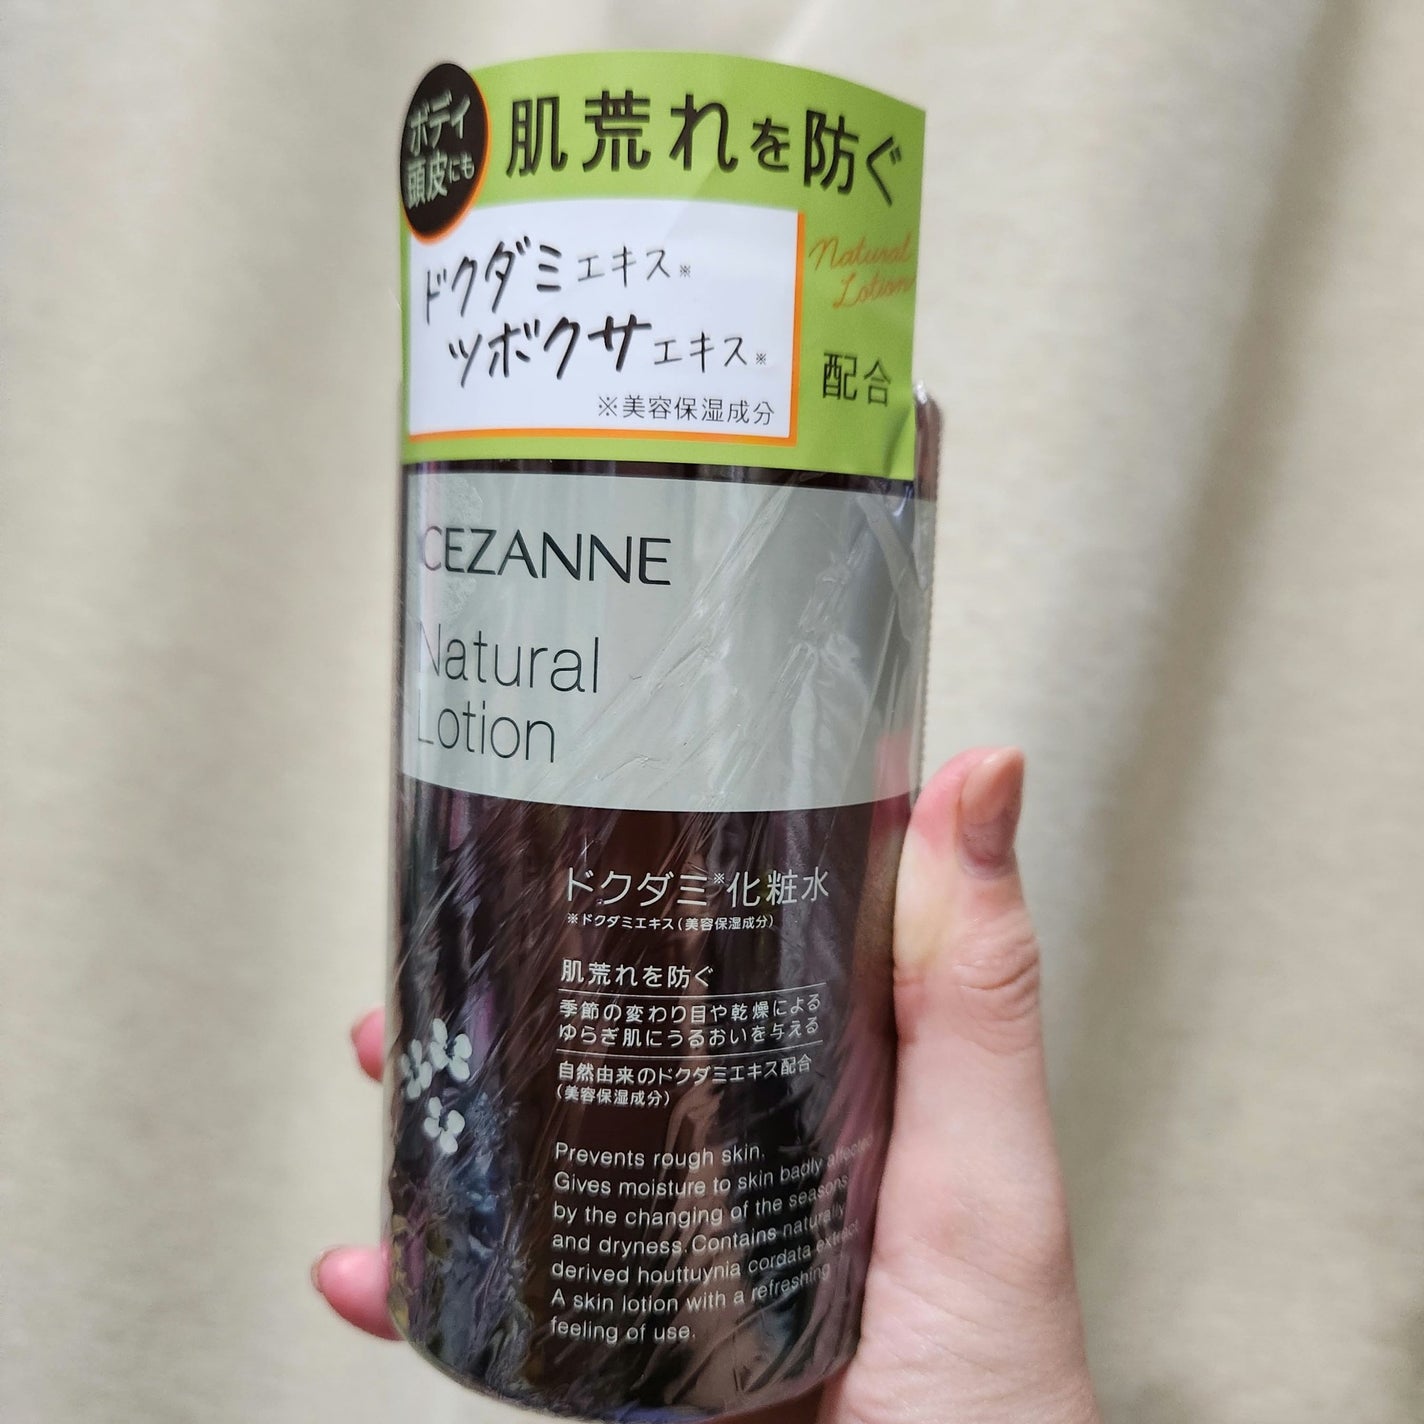 ボディ
頭皮にも
肌荒れを防ぐ
ドクダミエキス※
ツボクサエキス※
※美容保湿成分
Natural
Lotion
配合
CEZANNE
Natural
Lotion
ドクダミ※化粧水
※ドクダミエキス(美容保湿成分)
肌荒れを防ぐ
季節の変わり目や乾燥による
ゆらぎ肌にうるおいを与える
自然由来のドクダミエキス配合
(美容保湿成分)
Prevents rough skin.
Gives moisture to skin badly affected
by the changing of the seasons
and dryness. Contains naturally
derived houttuynia cordata extract
A skin lotion with a refreshing
feeling of use.